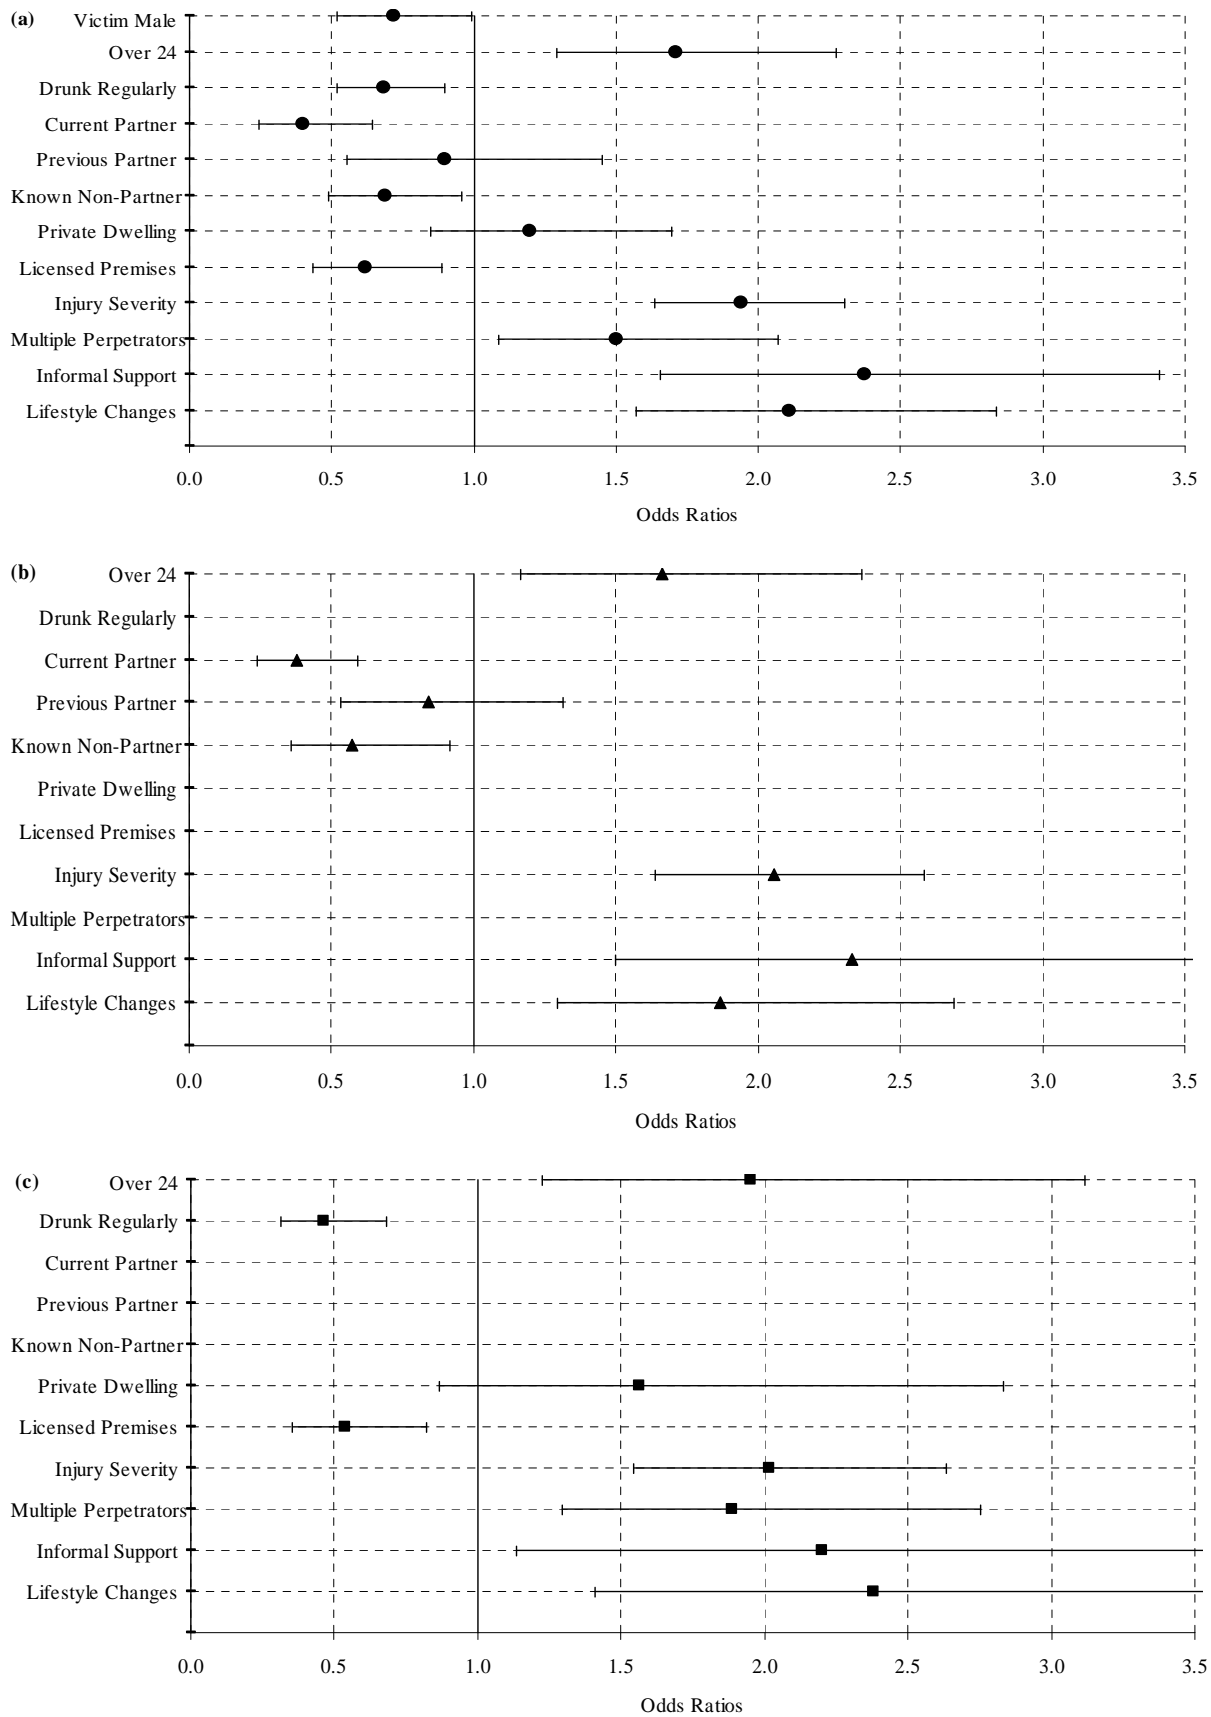 (a)
Victim Male
Over 24
Drunk Regularly
Current Partner
Previous Partner
Known Non-Partner
Private Dwelling
Licensed Premises
Injury Severity
Multiple Perpetrators
Informal Support
Lifestyle Changes
0.0 0.5 1.0 1.5 2.0 2.5 3.0 3.5
Odds Ratios
(b)
Over 24
Drunk Regularly
Current Partner
Previous Partner
Known Non-Partner
Private Dwelling
Licensed Premises
Injury Severity
Multiple Perpetrators
Informal Support
Lifestyle Changes
0.0 0.5 1.0 1.5 2.0 2.5 3.0 3.5
Odds Ratios
(c)
Over 24
Drunk Regularly
Current Partner
Previous Partner
Known Non-Partner
Private Dwelling
Licensed Premises
Injury Severity
Multiple Perpetrators
Informal Support
Lifestyle Changes
0.0 0.5 1.0 1.5 2.0 2.5 3.0 3.5
Odds Ratios